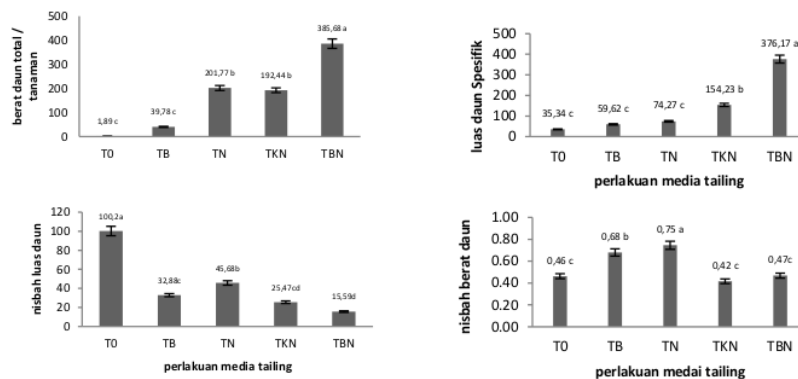 berat daun total /
tanaman
500
400
300
200
100
0
1,89 c
39,78 c
201,77 b
192,44 b
385,68 a
T0 TB TN TKN TBN
luas daun Spesifik
500
400
300
200
100
0
35,34 c
59,62 c
74,27 c
154,23 b
376,17 a
T0 TB TN TKN TBN
perlakuan media tailing
nisbah luas daun
120
100
80
60
40
20
0
100,2a
32,88c
45,68b
25,47cd
15,59d
T0 TB TN TKN TBN
perlakuan media tailing
nisbah berat daun
1.00
0.80
0.60
0.40
0.20
0.00
0,46 c
0,68 b
0,75 a
0,42 c
0,47c
T0 TB TN TKN TBN
perlakuan medai tailing